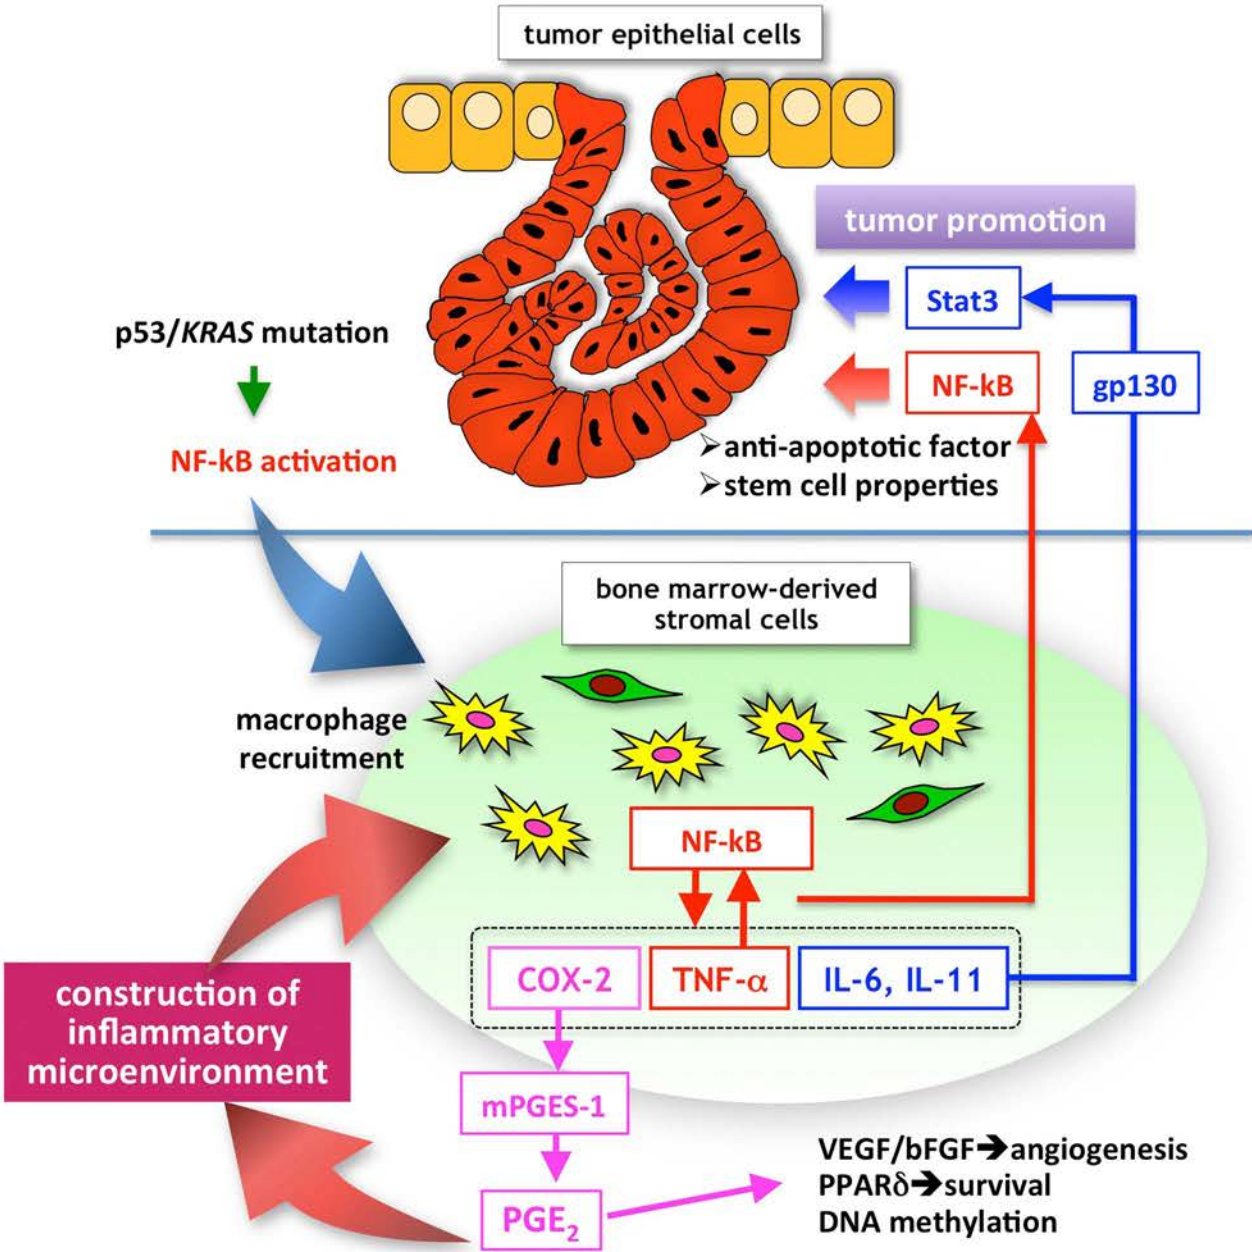 tumor epithelial cells
tumor promotion
Stat3
p53/KRAS mutation
NF-kB
gp130
anti-apoptotic factor
NF-kB activation
stem cell properties
bone marrow-derived
stromal cells
macrophage
recruitment
NF-kB
COX-2
TNF-α
IL-6, IL-11
construction of
inflammatory
microenvironment
mPGES-1
VEGF/bFGF➔angiogenesis
PPARδ➔survival
DNA methylation
PGE₂